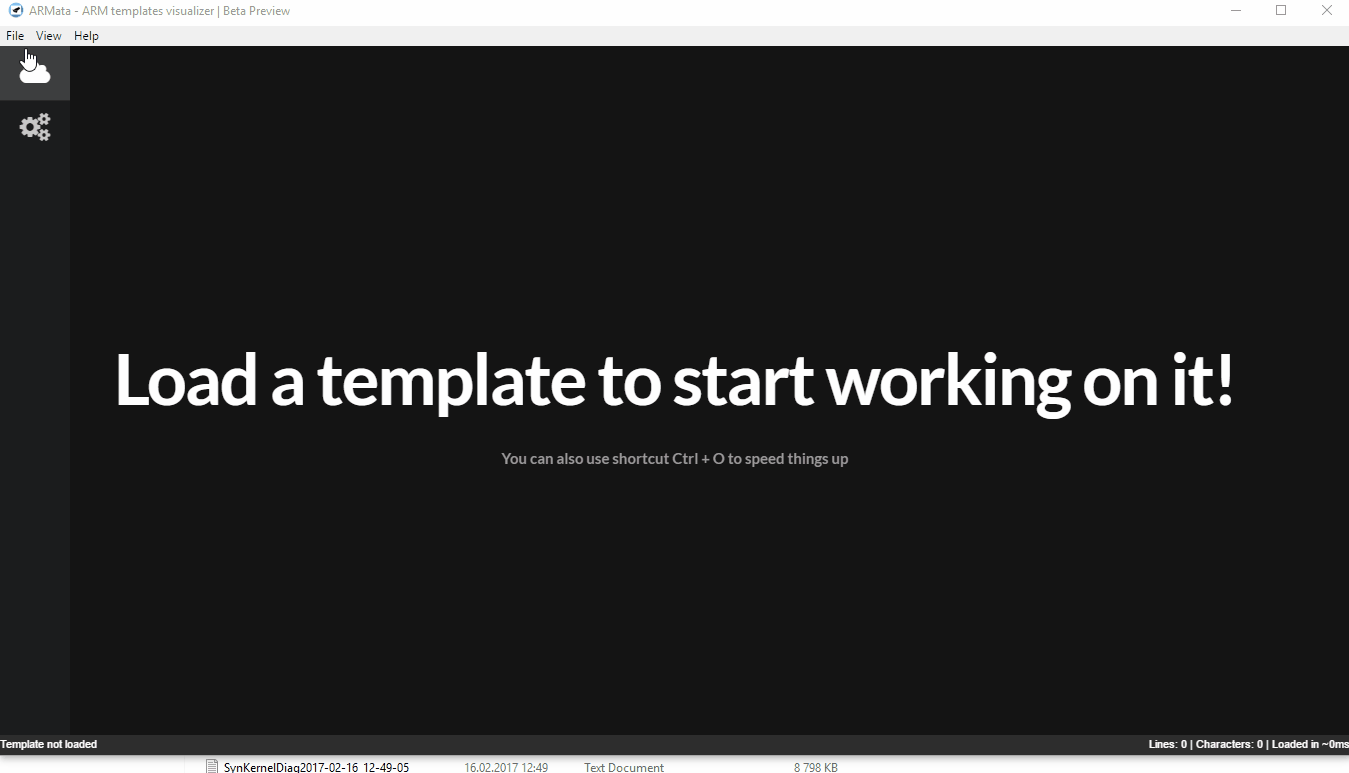 ARMata - ARM templates visualizer | Beta Preview
File View Help
Load a template to start working on it!
You can also use shortcut Ctrl + O to speed things up
Template not loaded
Lines: 0 | Characters: 0 | Loaded in ~0ms
SynKernelDiag2017-02-16_12-49-05 16.02.2017 12:49 Text Document 8 798 KB